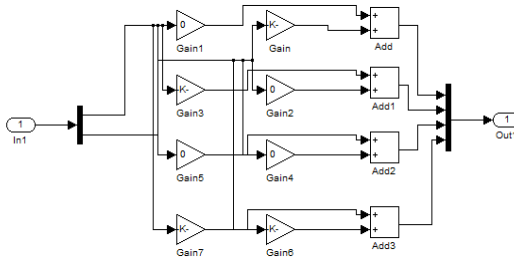 0
K-
+
+
Gain1
Gain
Add
K-
0
+
+
Gain3
Gain2
Add1
1
In1
1
Out1
0
0
+
+
Gain5
Gain4
Add2
K-
K-
+
+
Gain7
Gain6
Add3